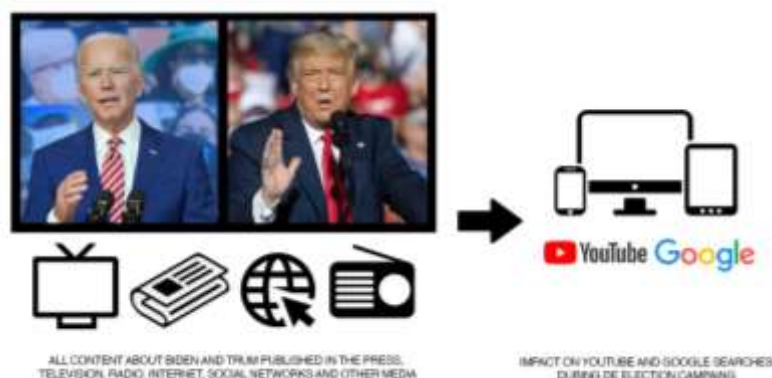 YouTube Google
ALL CONTENT ABOUT BIDEN AND TRUM PUBLISHED IN THE PRESS,
TELEVISION, RADIO, INTERNET, SOCIAL NETWORKS AND OTHER MEDIA
IMPACT ON YOUTUBE AND GOOGLE SEARCHES
DURING DE ELECTION CAMPAING